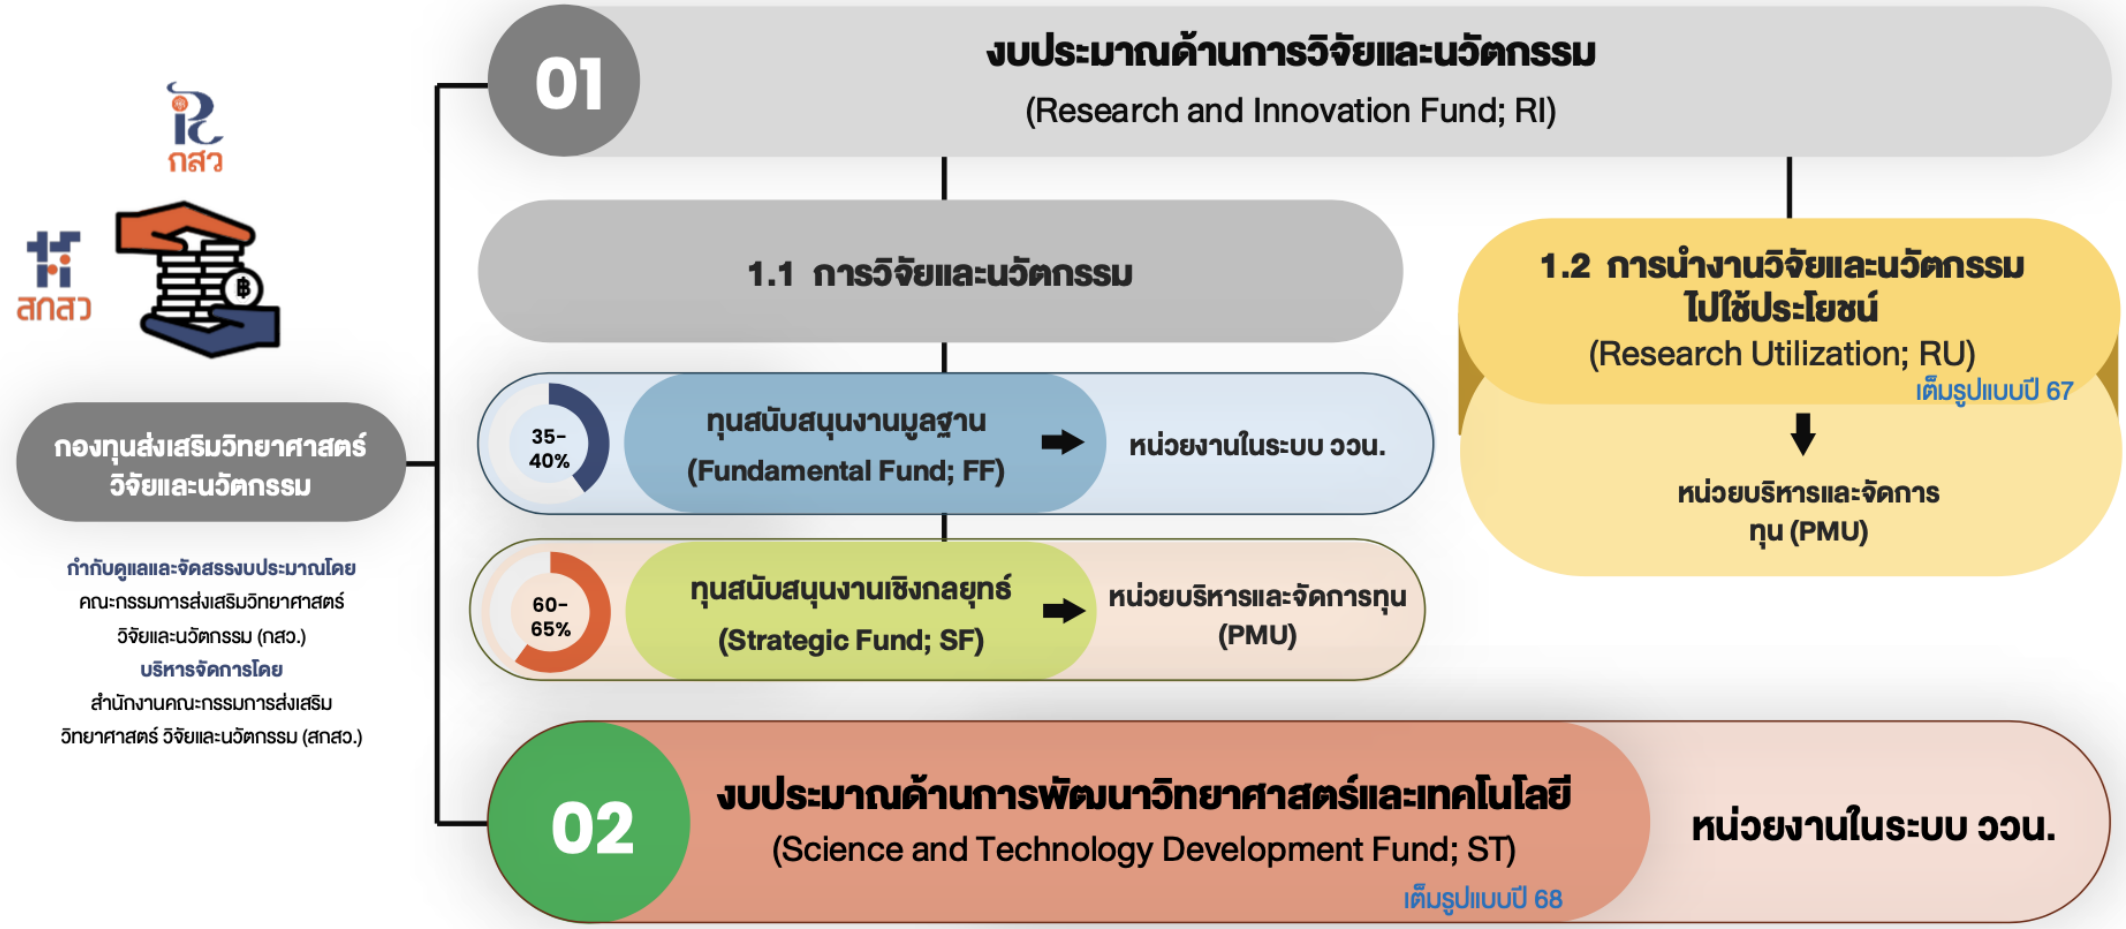 กสว
สกสว
กองทุนส่งเสริมวิทยาศาสตร์
วิจัยและนวัตกรรม
กำกับดูแลและจัดสรรงบประมาณโดย
คณะกรรมการส่งเสริมวิทยาศาสตร์
วิจัยและนวัตกรรม (กสว.)
บริหารจัดการโดย
สำนักงานคณะกรรมการส่งเสริม
วิทยาศาสตร์ วิจัยและนวัตกรรม (สกสว.)
01
งบประมาณด้านการวิจัยและนวัตกรรม
(Research and Innovation Fund; RI)
1.1 การวิจัยและนวัตกรรม
35-
40%
ทุนสนับสนุนงานมูลฐาน
(Fundamental Fund; FF)
หน่วยงานในระบบ ววน.
60-
65%
ทุนสนับสนุนงานเชิงกลยุทธ์
(Strategic Fund; SF)
หน่วยบริหารและจัดการทุน
(PMU)
1.2 การนำงานวิจัยและนวัตกรรม
ไปใช้ประโยชน์
(Research Utilization; RU)
เต็มรูปแบบปี 67
หน่วยบริหารและจัดการ
ทุน (PMU)
02
งบประมาณด้านการพัฒนาวิทยาศาสตร์และเทคโนโลยี
(Science and Technology Development Fund; ST)
เต็มรูปแบบปี 68
หน่วยงานในระบบ ววน.